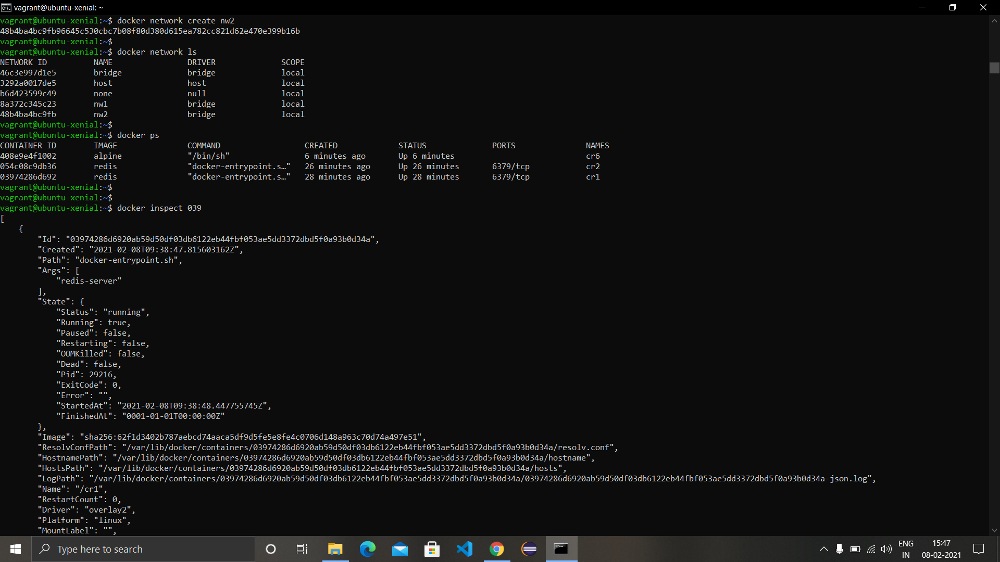 vagrant@ubuntu-xenial: ~
vagrant@ubuntu-xenial:~$ docker network create nw2
48b4ba4bc9fb96645c530cbc7b08f80d380d615ea782cc821d62e470e399b16b
vagrant@ubuntu-xenial:~$
vagrant@ubuntu-xenial:~$ docker network ls
NETWORK ID          NAME                DRIVER              SCOPE
46c3e997d1e5        bridge              bridge              local
3292a0017de5        host                host                local
b6d423599c49        none                null                local
8a372c345c23        nw1                 bridge              local
48b4ba4bc9fb        nw2                 bridge              local
vagrant@ubuntu-xenial:~$
vagrant@ubuntu-xenial:~$ docker ps
CONTAINER ID        IMAGE               COMMAND                  CREATED             STATUS              PORTS               NAMES
408e9e4f1002        alpine              "/bin/sh"                6 minutes ago       Up 6 minutes                            cr6
054c08c9db36        redis               "docker-entrypoint.s…"   26 minutes ago      Up 26 minutes       6379/tcp            cr2
03974286d692        redis               "docker-entrypoint.s…"   28 minutes ago      Up 28 minutes       6379/tcp            cr1
vagrant@ubuntu-xenial:~$
vagrant@ubuntu-xenial:~$
vagrant@ubuntu-xenial:~$ docker inspect 039
[
    {
        "Id": "03974286d6920ab59d50df03db6122eb44fbf053ae5dd3372dbd5f0a93b0d34a",
        "Created": "2021-02-08T09:38:47.815603162Z",
        "Path": "docker-entrypoint.sh",
        "Args": [
            "redis-server"
        ],
        "State": {
            "Status": "running",
            "Running": true,
            "Paused": false,
            "Restarting": false,
            "OOMKilled": false,
            "Dead": false,
            "Pid": 29216,
            "ExitCode": 0,
            "Error": "",
            "StartedAt": "2021-02-08T09:38:48.447755745Z",
            "FinishedAt": "0001-01-01T00:00:00Z"
        },
        "Image": "sha256:62f1d3402b787aebcd74aaca5df9d5fe5e8fe4c0706d148a963c70d74a497e51",
        "ResolvConfPath": "/var/lib/docker/containers/03974286d6920ab59d50df03db6122eb44fbf053ae5dd3372dbd5f0a93b0d34a/resolv.conf",
        "HostnamePath": "/var/lib/docker/containers/03974286d6920ab59d50df03db6122eb44fbf053ae5dd3372dbd5f0a93b0d34a/hostname",
        "HostsPath": "/var/lib/docker/containers/03974286d6920ab59d50df03db6122eb44fbf053ae5dd3372dbd5f0a93b0d34a/hosts",
        "LogPath": "/var/lib/docker/containers/03974286d6920ab59d50df03db6122eb44fbf053ae5dd3372dbd5f0a93b0d34a/03974286d6920ab59d50df03db6122eb44fbf053ae5dd3372dbd5f0a93b0d34a-json.log",
        "Name": "/cr1",
        "RestartCount": 0,
        "Driver": "overlay2",
        "Platform": "linux",
        "MountLabel": "",
Type here to search
ENG
IN
15:47
08-02-2021